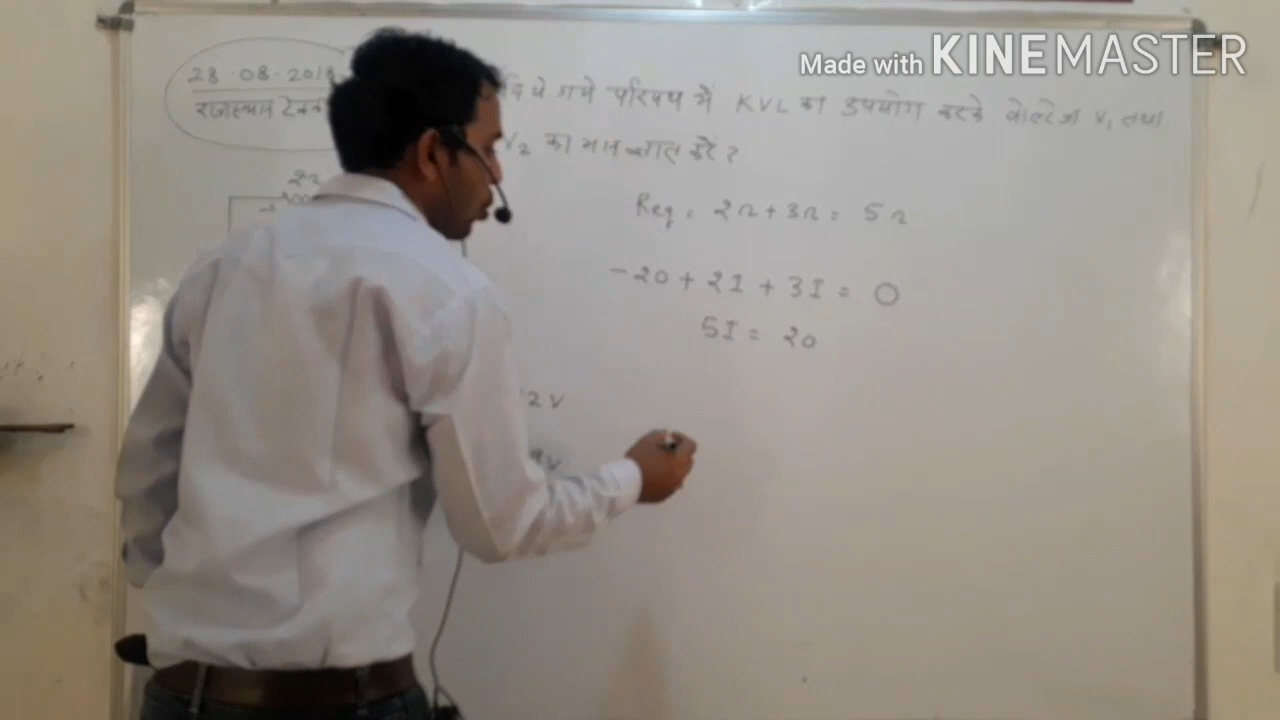 Made with KINEMASTER
28.08.2018
राजस्थान
दिये गये परिपथ में KVL का उपयोग करके वोल्टेज V₁ तथा
V₂ का मान ज्ञात करें ?
2Ω
Req = 2Ω + 3Ω = 5Ω
-20 + 2I + 3I = 0
5I = 20
2V